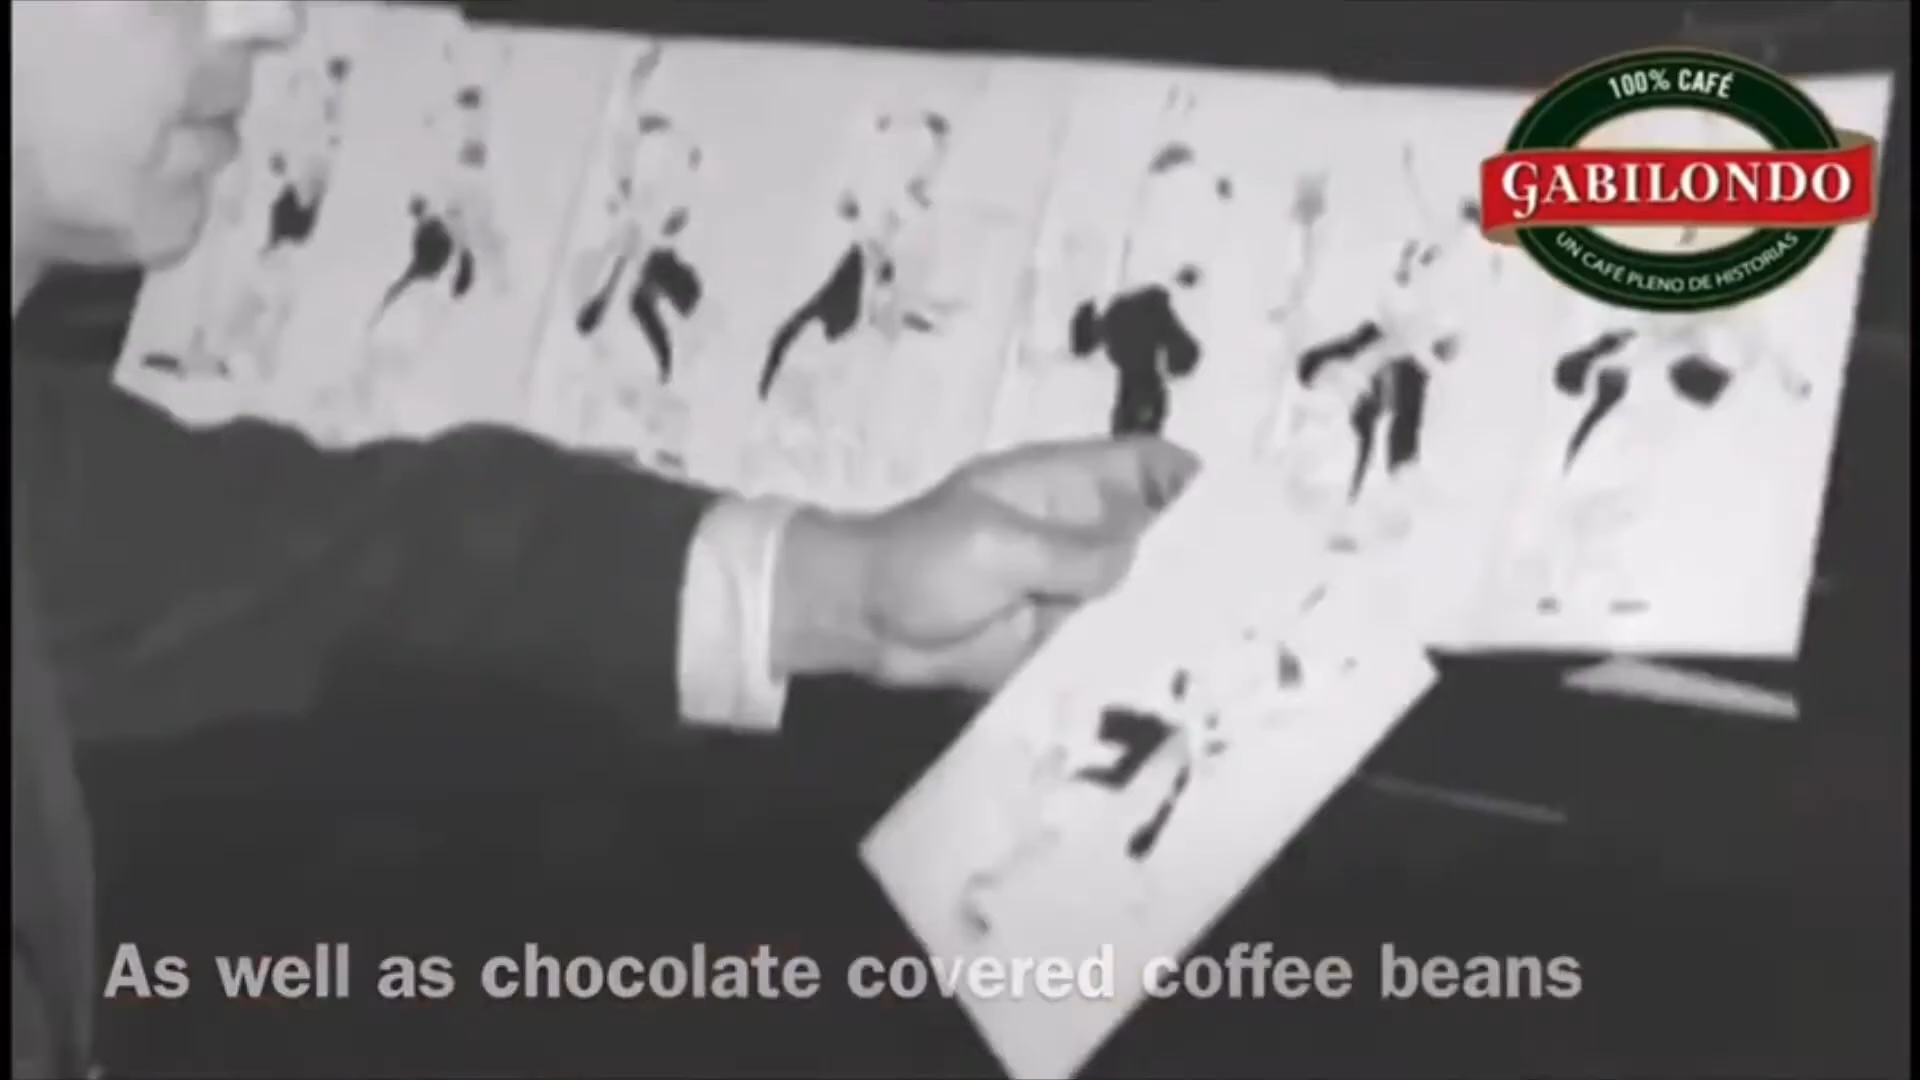 100% CAFÉ
GABILONDO
UN CAFÉ PLENO DE HISTORIAS
As well as chocolate covered coffee beans